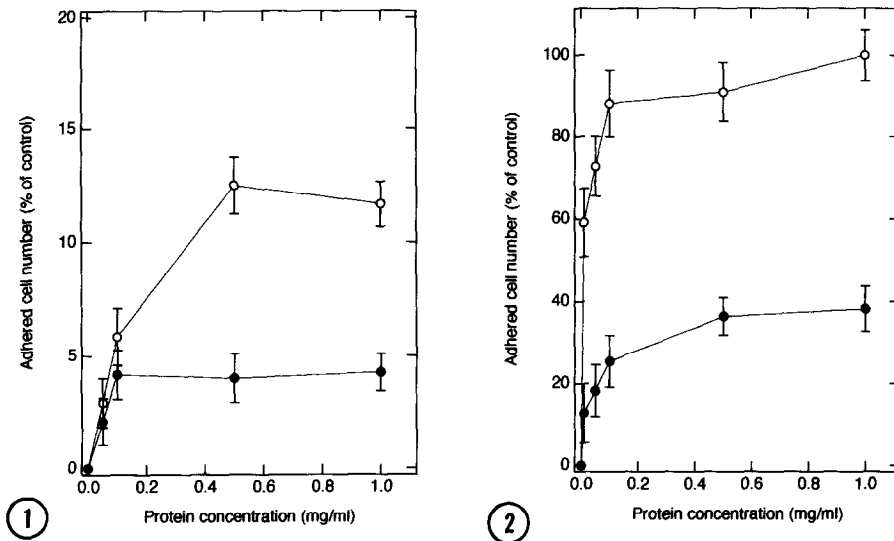 20
15
10
5
0
0.0 0.2 0.4 0.6 0.8 1.0
Adhered cell number (% of control)
Protein concentration (mg/ml)
1
100
80
60
40
20
0
0.0 0.2 0.4 0.6 0.8 1.0
Adhered cell number (% of control)
Protein concentration (mg/ml)
2